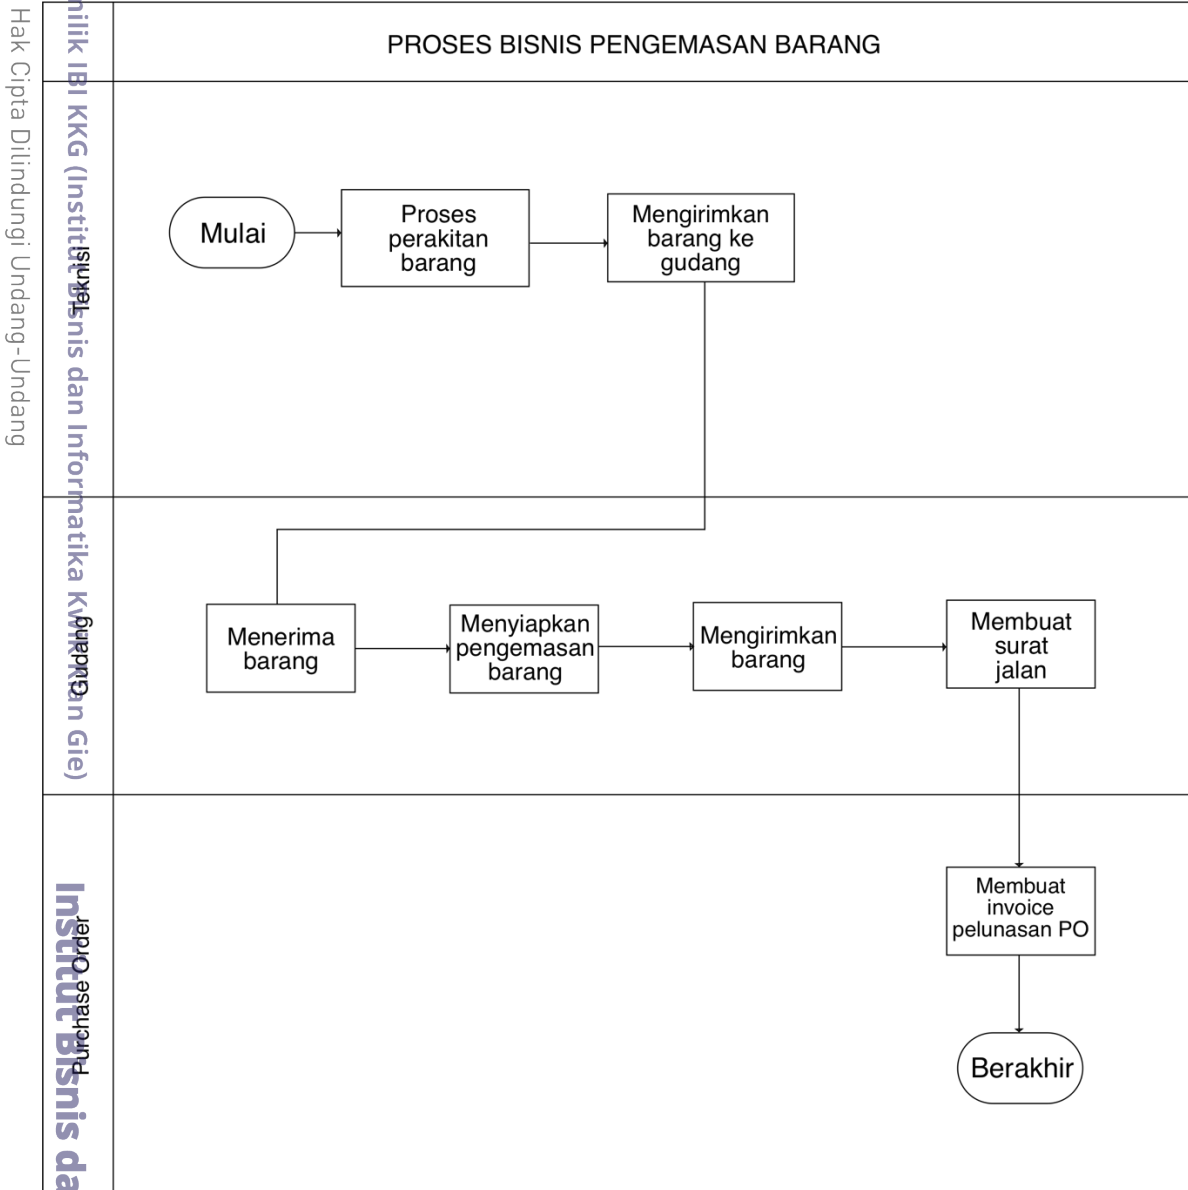 PROSES BISNIS PENGEMASAN BARANG
Hak Cipta Dilindungi Undang-Undang
milik IBI KKG (Institut Bisnis dan Informatika Kwik Kian Gie)
Teknisi
Mulai
Proses
perakitan
barang
Mengirimkan
barang ke
gudang
Gudang
Menerima
barang
Menyiapkan
pengemasan
barang
Mengirimkan
barang
Membuat
surat
jalan
Institut Bisnis da
Purchase Order
Membuat
invoice
pelunasan PO
Berakhir